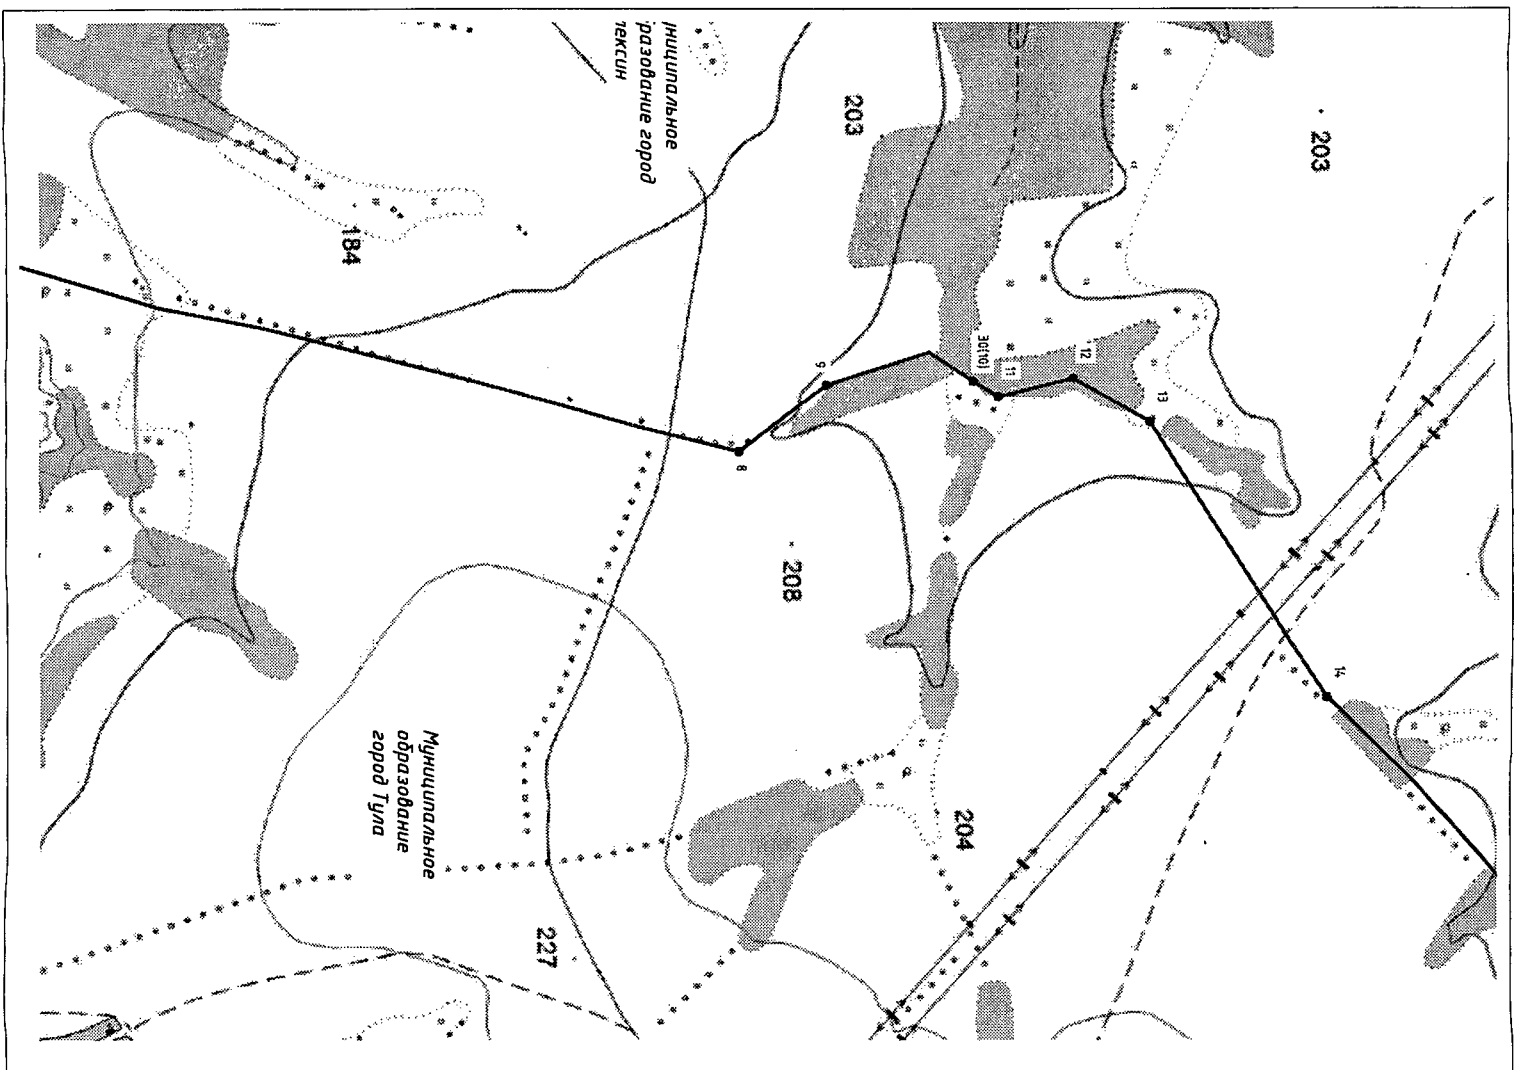 униципальное
разование город
лексин
203
203
184
9
ЭС(10)
11
12
13
8
208
14
Муниципальное
образование
город Тула
204
227